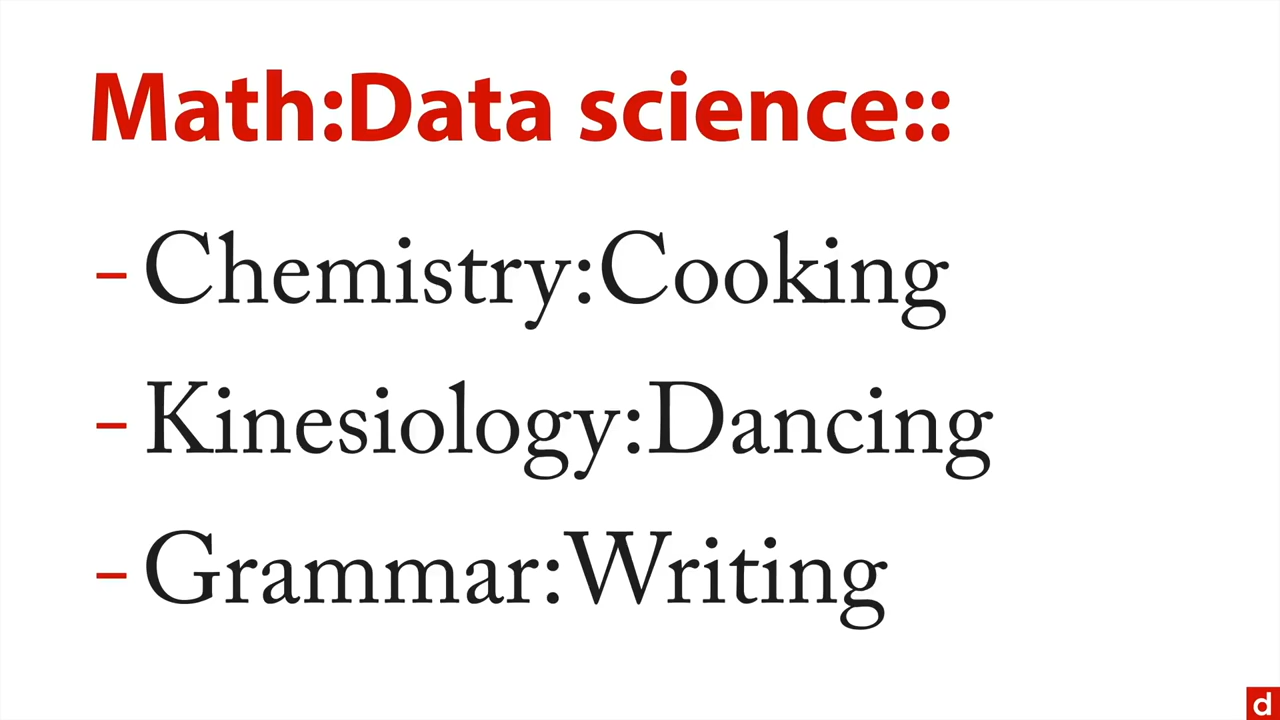 Math:Data science::
– Chemistry:Cooking
– Kinesiology:Dancing
– Grammar:Writing
d